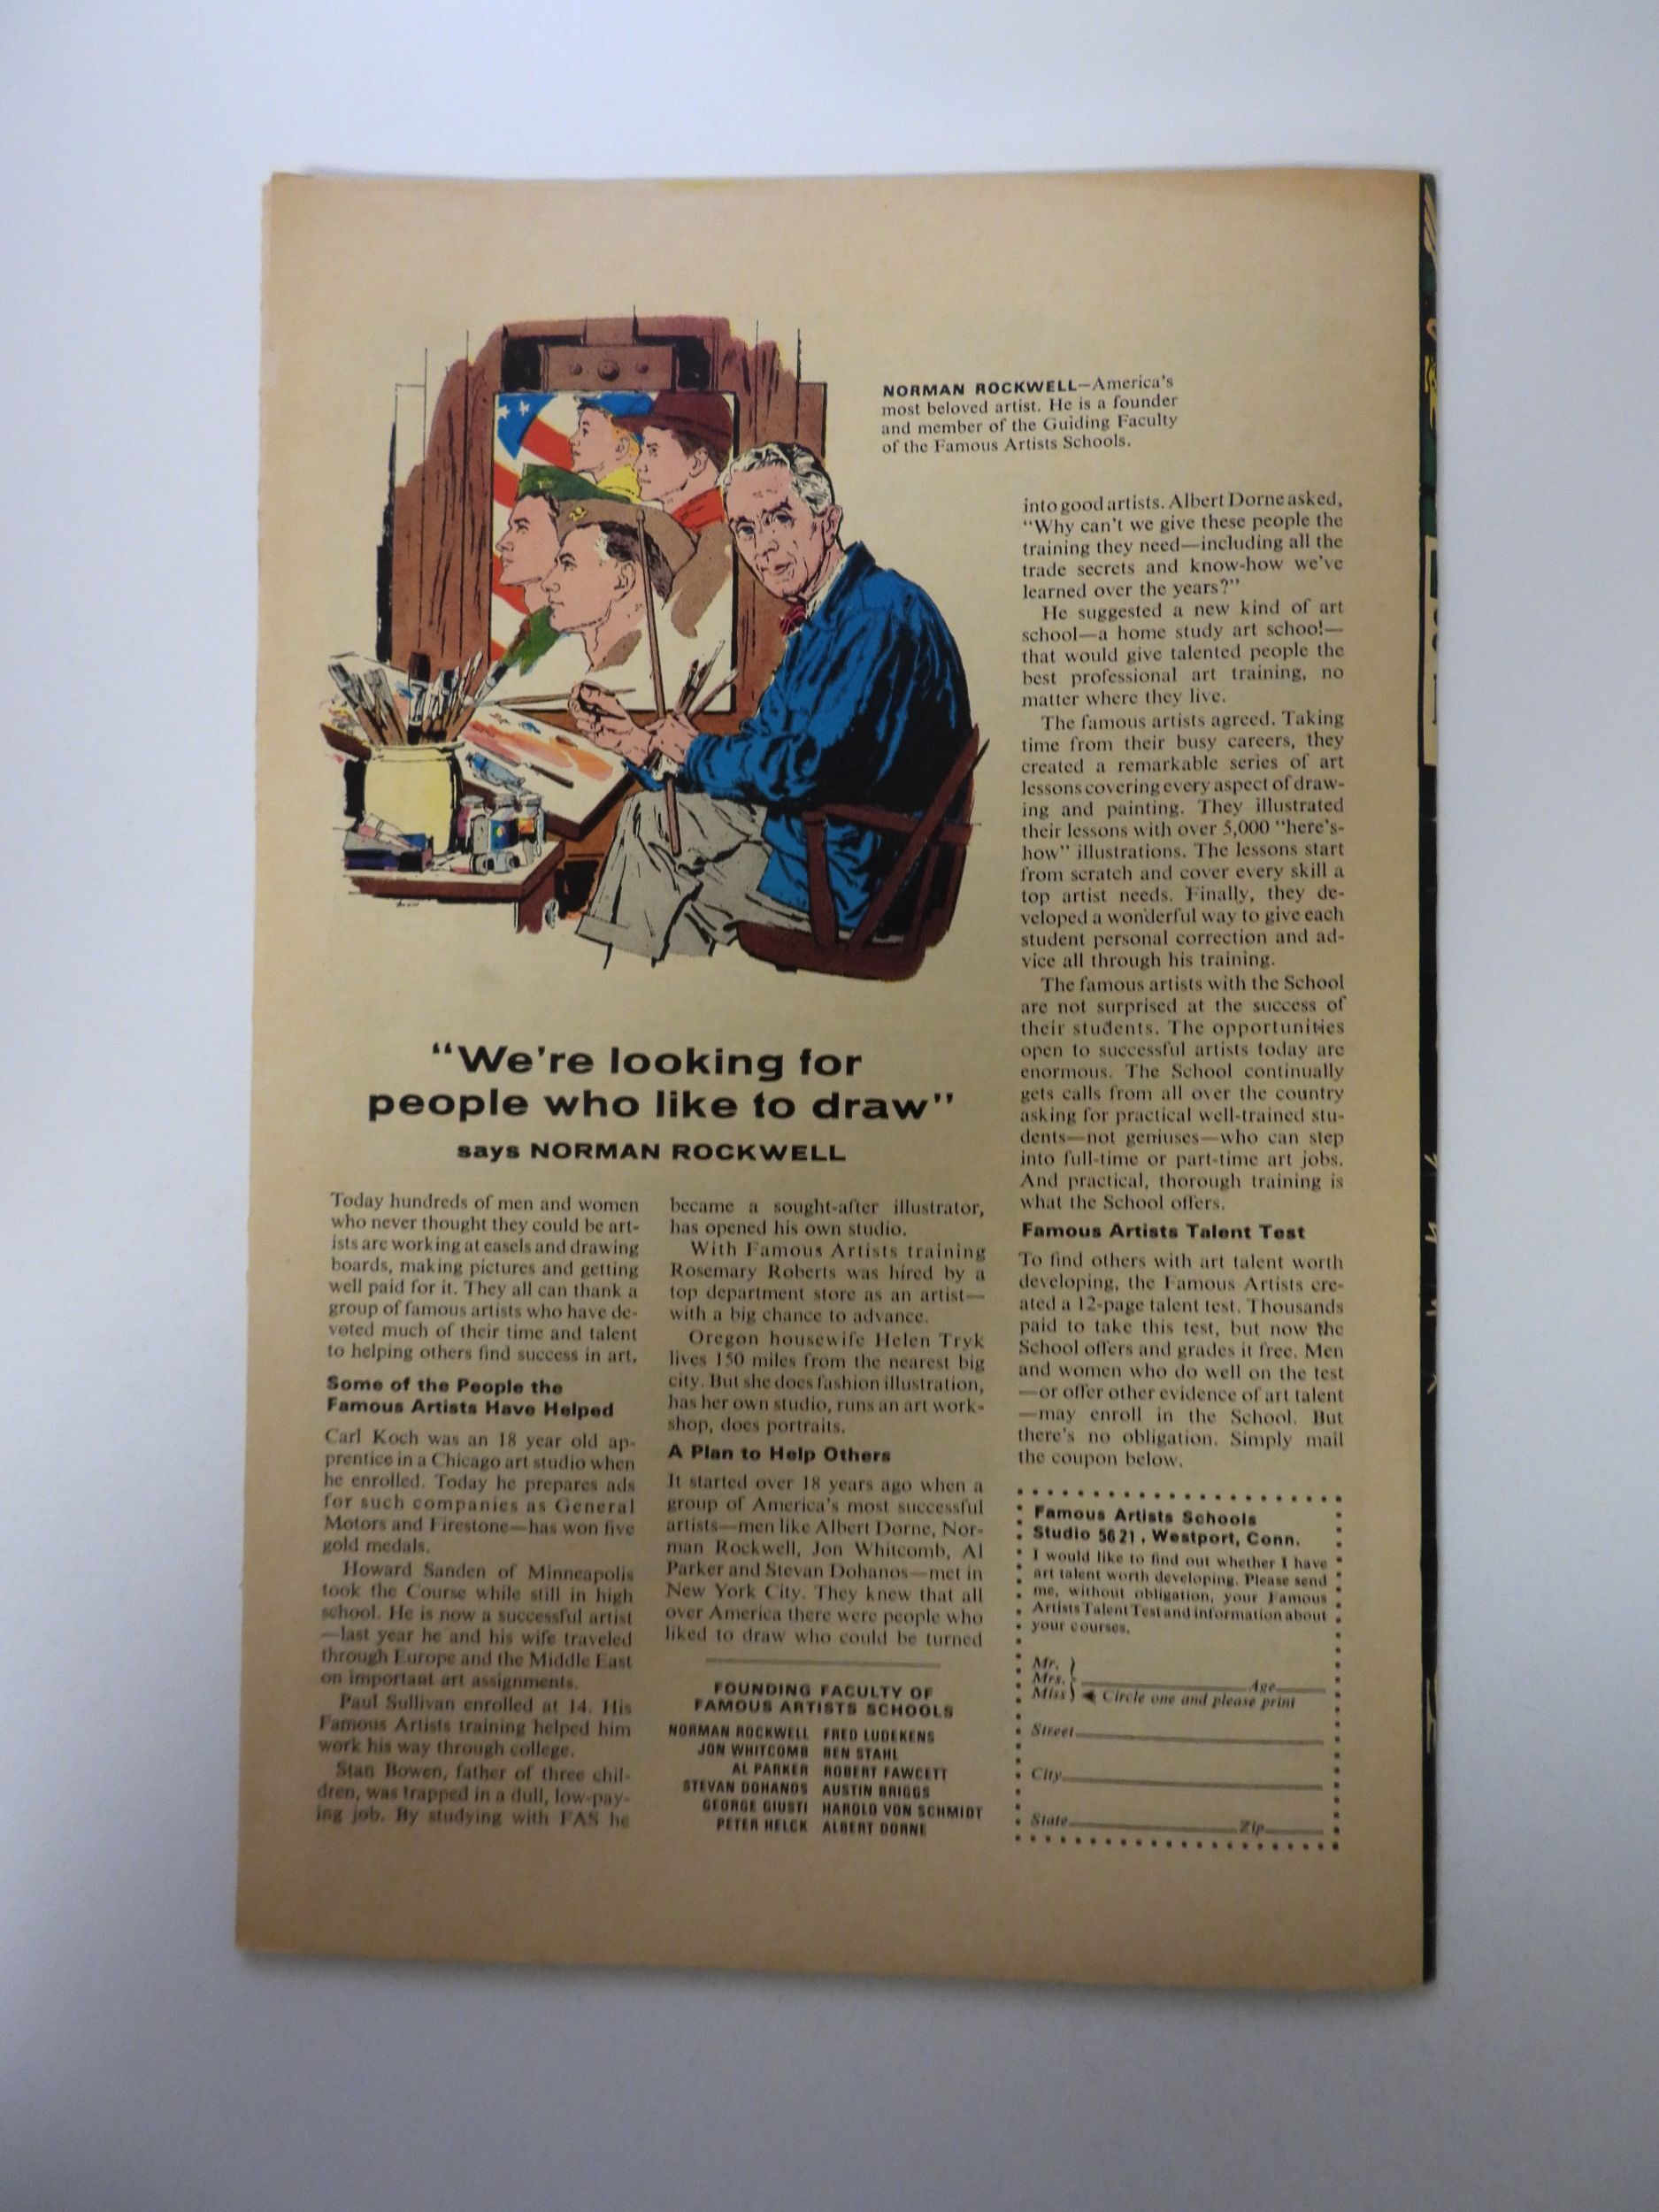 NORMAN ROCKWELL—America's
most beloved artist. He is a founder
and member of the Guiding Faculty
of the Famous Artists Schools.
"We're looking for
people who like to draw"
says NORMAN ROCKWELL
Today hundreds of men and women
who never thought they could be art-
ists are working at easels and drawing
boards, making pictures and getting
well paid for it. They all can thank a
group of famous artists who have de-
voted much of their time and talent
to helping others find success in art.
Some of the People the
Famous Artists Have Helped
Carl Koch was an 18 year old ap-
prentice in a Chicago art studio when
he enrolled. Today he prepares ads
for such companies as General
Motors and Firestone—has won five
gold medals.
Howard Sanden of Minneapolis
took the Course while still in high
school. He is now a successful artist
—last year he and his wife traveled
through Europe and the Middle East
on important art assignments.
Paul Sullivan enrolled at 14. His
Famous Artists training helped him
work his way through college.
Stan Bowen, father of three chil-
dren, was trapped in a dull, low-pay-
ing job. By studying with FAS he
became a sought-after illustrator,
has opened his own studio.
With Famous Artists training
Rosemary Roberts was hired by a
top department store as an artist—
with a big chance to advance.
Oregon housewife Helen Tryk
lives 150 miles from the nearest big
city. But she does fashion illustration,
has her own studio, runs an art work-
shop, does portraits.
A Plan to Help Others
It started over 18 years ago when a
group of America's most successful
artists—men like Albert Dorne, Nor-
man Rockwell, Jon Whitcomb, Al
Parker and Stevan Dohanos—met in
New York City. They knew that all
over America there were people who
liked to draw who could be turned
FOUNDING FACULTY OF
FAMOUS ARTISTS SCHOOLS
NORMAN ROCKWELL FRED LUDEKENS
JON WHITCOMB BEN STAHL
AL PARKER ROBERT FAWCETT
STEVAN DOHANOS AUSTIN BRIGGS
GEORGE GIUSTI HAROLD VON SCHMIDT
PETER HELCK ALBERT DORNE
into good artists. Albert Dorne asked,
"Why can't we give these people the
training they need—including all the
trade secrets and know-how we've
learned over the years?"
He suggested a new kind of art
school—a home study art school—
that would give talented people the
best professional art training, no
matter where they live.
The famous artists agreed. Taking
time from their busy careers, they
created a remarkable series of art
lessons covering every aspect of draw-
ing and painting. They illustrated
their lessons with over 5,000 "here's-
how" illustrations. The lessons start
from scratch and cover every skill a
top artist needs. Finally, they de-
veloped a wonderful way to give each
student personal correction and ad-
vice all through his training.
The famous artists with the School
are not surprised at the success of
their students. The opportunities
open to successful artists today are
enormous. The School continually
gets calls from all over the country
asking for practical well-trained stu-
dents—not geniuses—who can step
into full-time or part-time art jobs.
And practical, thorough training is
what the School offers.
Famous Artists Talent Test
To find others with art talent worth
developing, the Famous Artists cre-
ated a 12-page talent test. Thousands
paid to take this test, but now the
School offers and grades it free. Men
and women who do well on the test
—or offer other evidence of art talent
—may enroll in the School. But
there's no obligation. Simply mail
the coupon below.
Famous Artists Schools
Studio 5621, Westport, Conn.
I would like to find out whether I have
art talent worth developing. Please send
me, without obligation, your Famous
Artists Talent Test and information about
your courses.
Mr.
Mrs. Age
Miss Circle one and please print
Street
City
State Zip